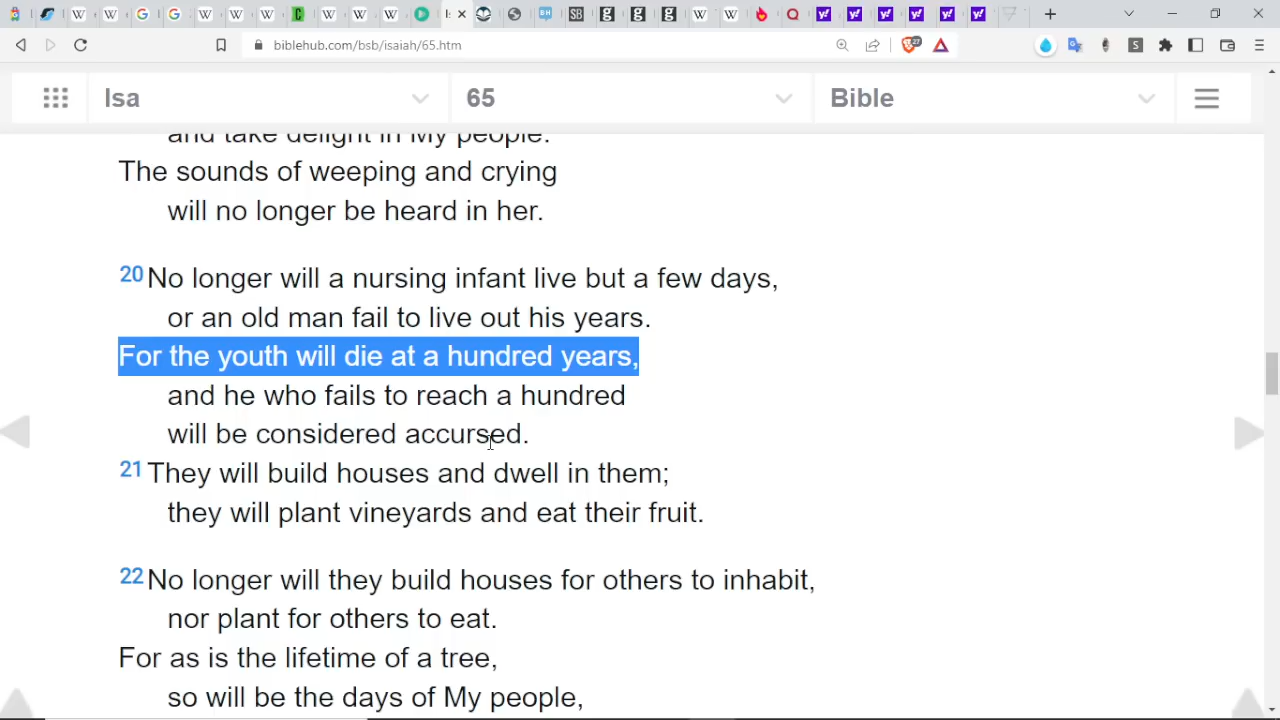 biblehub.com/bsb/isaiah/65.htm
27
Isa 65 Bible
and take delight in My people.
The sounds of weeping and crying
will no longer be heard in her.
20 No longer will a nursing infant live but a few days,
or an old man fail to live out his years.
For the youth will die at a hundred years,
and he who fails to reach a hundred
will be considered accursed.
21 They will build houses and dwell in them;
they will plant vineyards and eat their fruit.
22 No longer will they build houses for others to inhabit,
nor plant for others to eat.
For as is the lifetime of a tree,
so will be the days of My people,